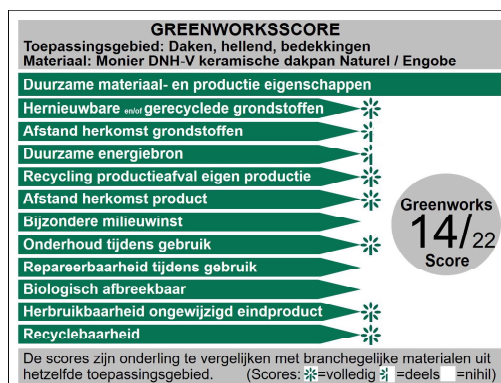 GREENWORKSSCORE
Toepassingsgebied: Daken, hellend, bedekkingen
Materiaal: Monier DNH-V keramische dakpan Naturel / Engobe
Duurzame materiaal- en productie eigenschappen
Hernieuwbare en/of gerecyclede grondstoffen
Afstand herkomst grondstoffen
Duurzame energiebron
Recycling productieafval eigen productie
Afstand herkomst product
Bijzondere milieuwinst
Onderhoud tijdens gebruik
Repareerbaarheid tijdens gebruik
Biologisch afbreekbaar
Herbruikbaarheid ongewijzigd eindproduct
Recyclebaarheid
Greenworks
14/22
Score
De scores zijn onderling te vergelijken met branchegelijke materialen uit
hetzelfde toepassingsgebied. (Scores: =volledig =deels =nihil)